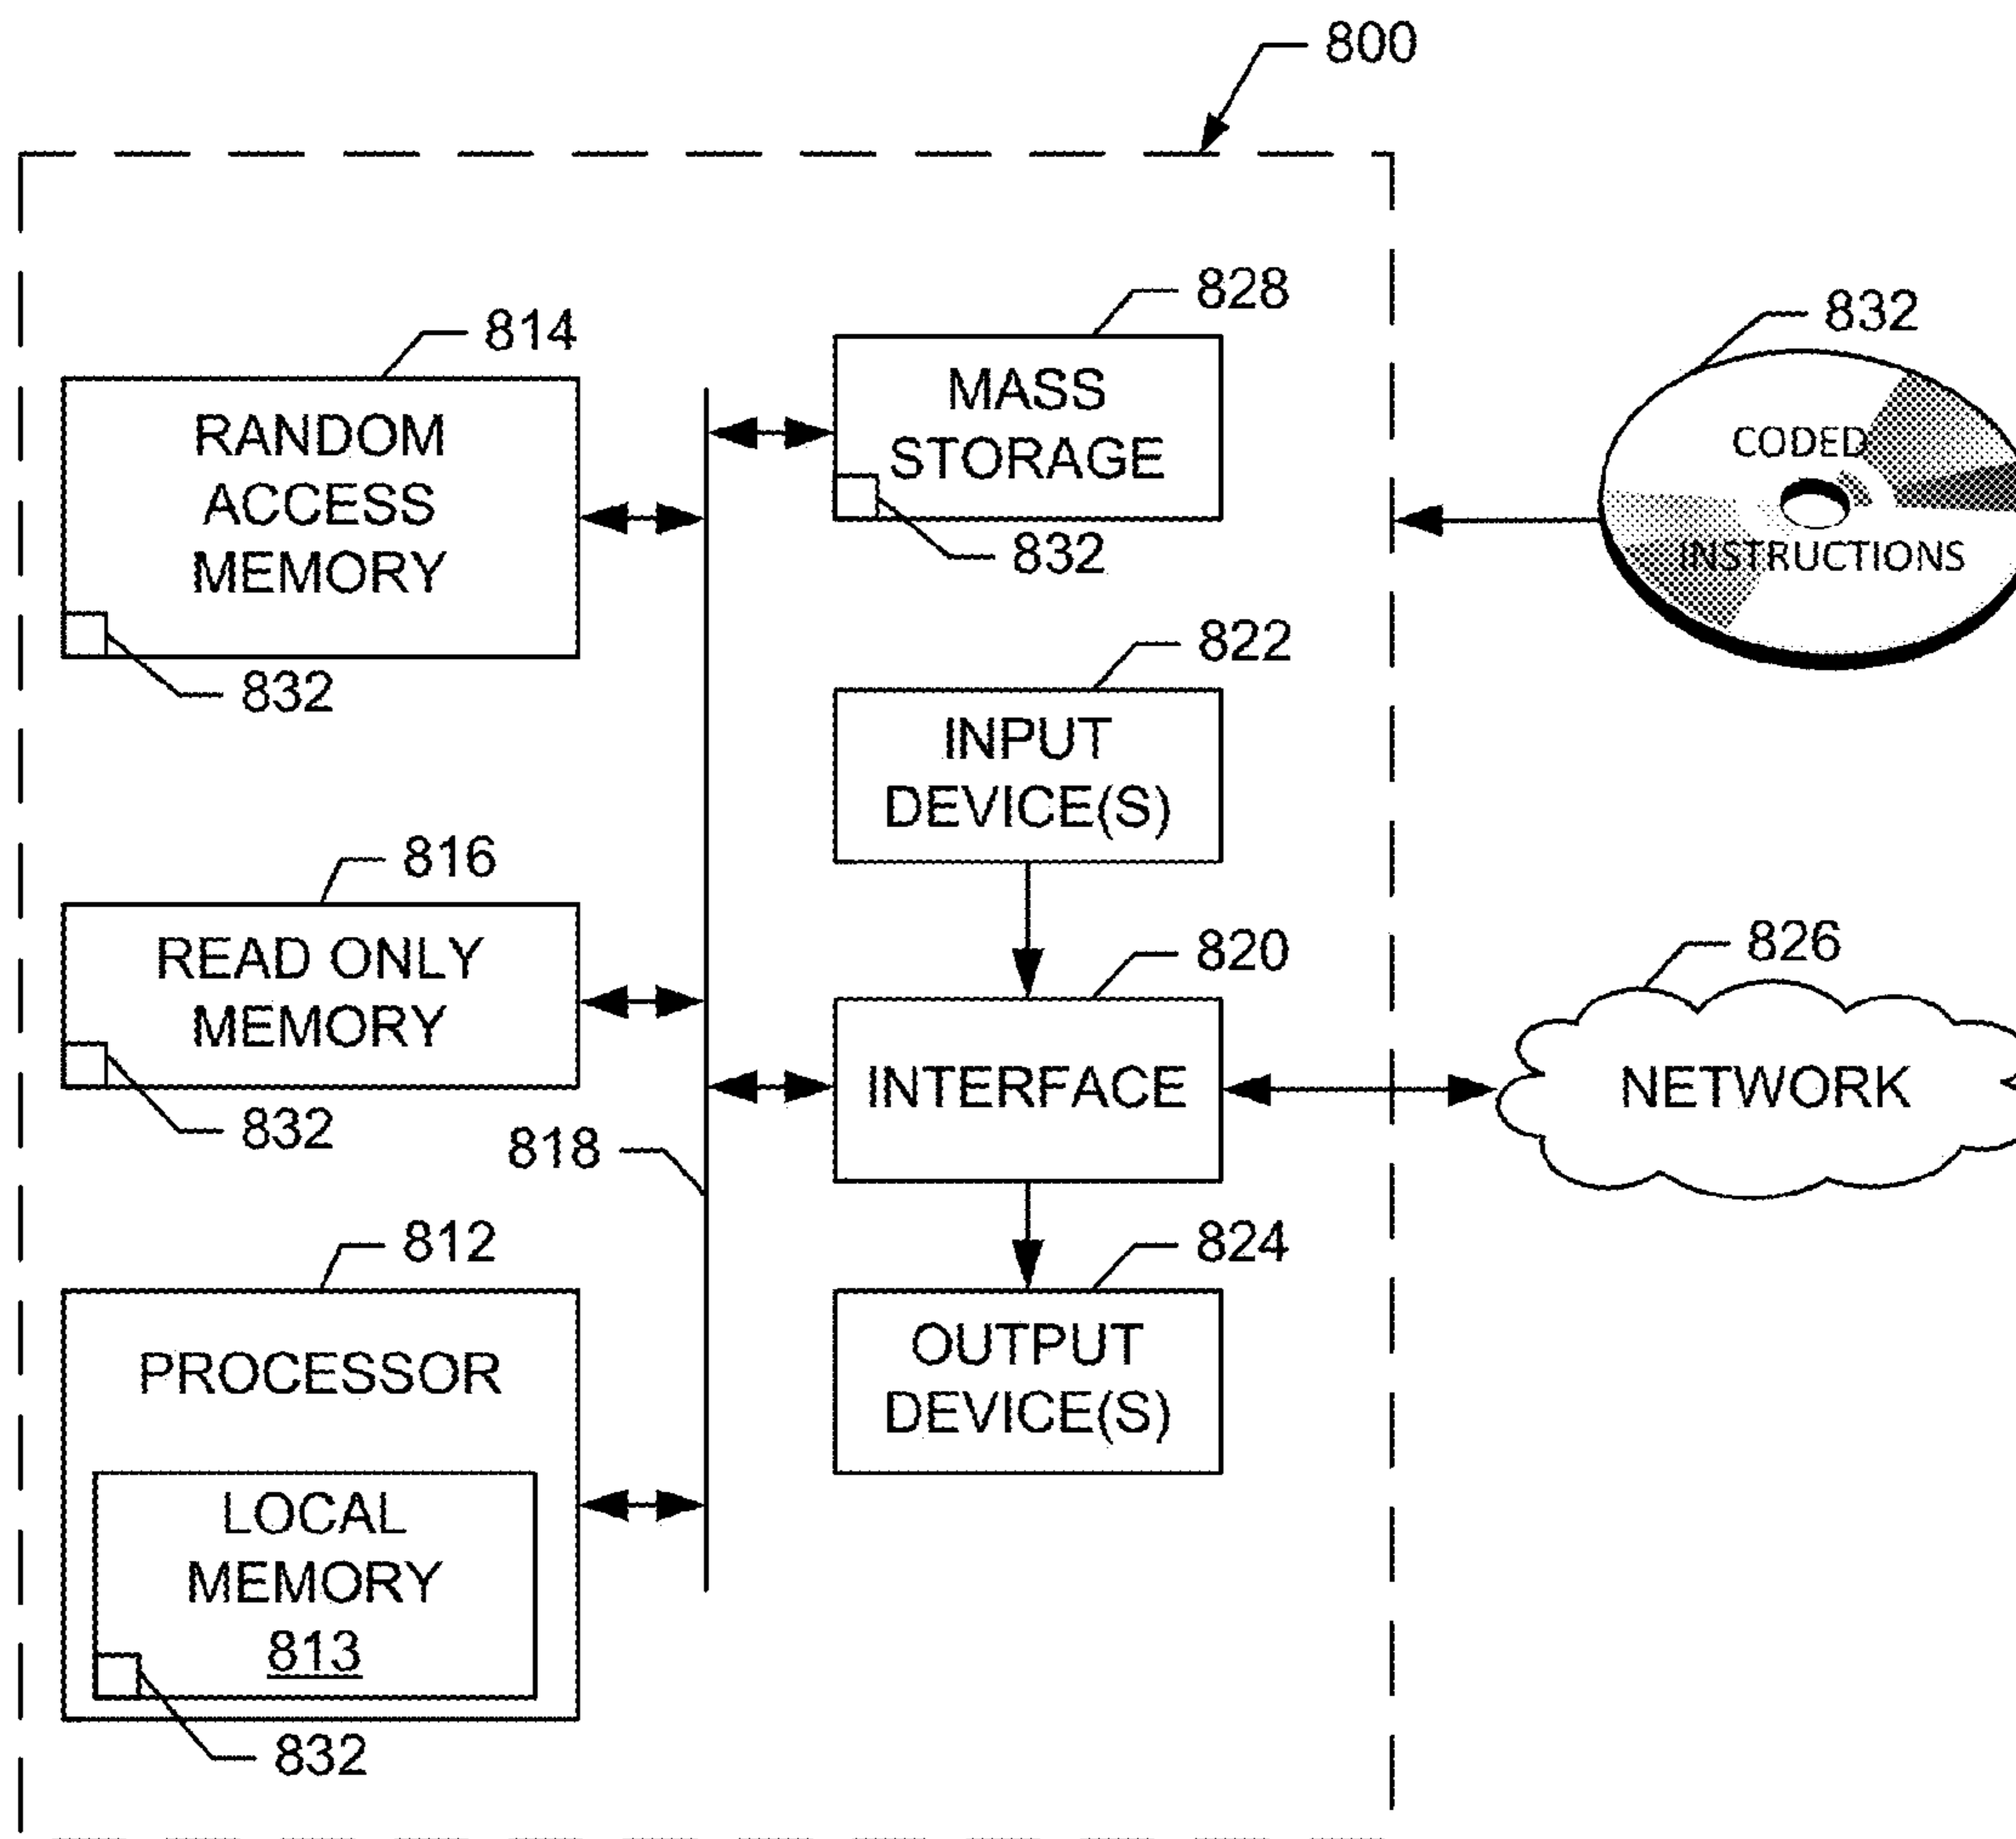 800
828
832
814
MASS
STORAGE
RANDOM
ACCESS
MEMORY
CODED
INSTRUCTIONS
832
832
822
INPUT
DEVICE(S)
816
READ ONLY
MEMORY
820
826
INTERFACE
NETWORK
832
818
812
824
PROCESSOR
OUTPUT
DEVICE(S)
LOCAL
MEMORY
813
832